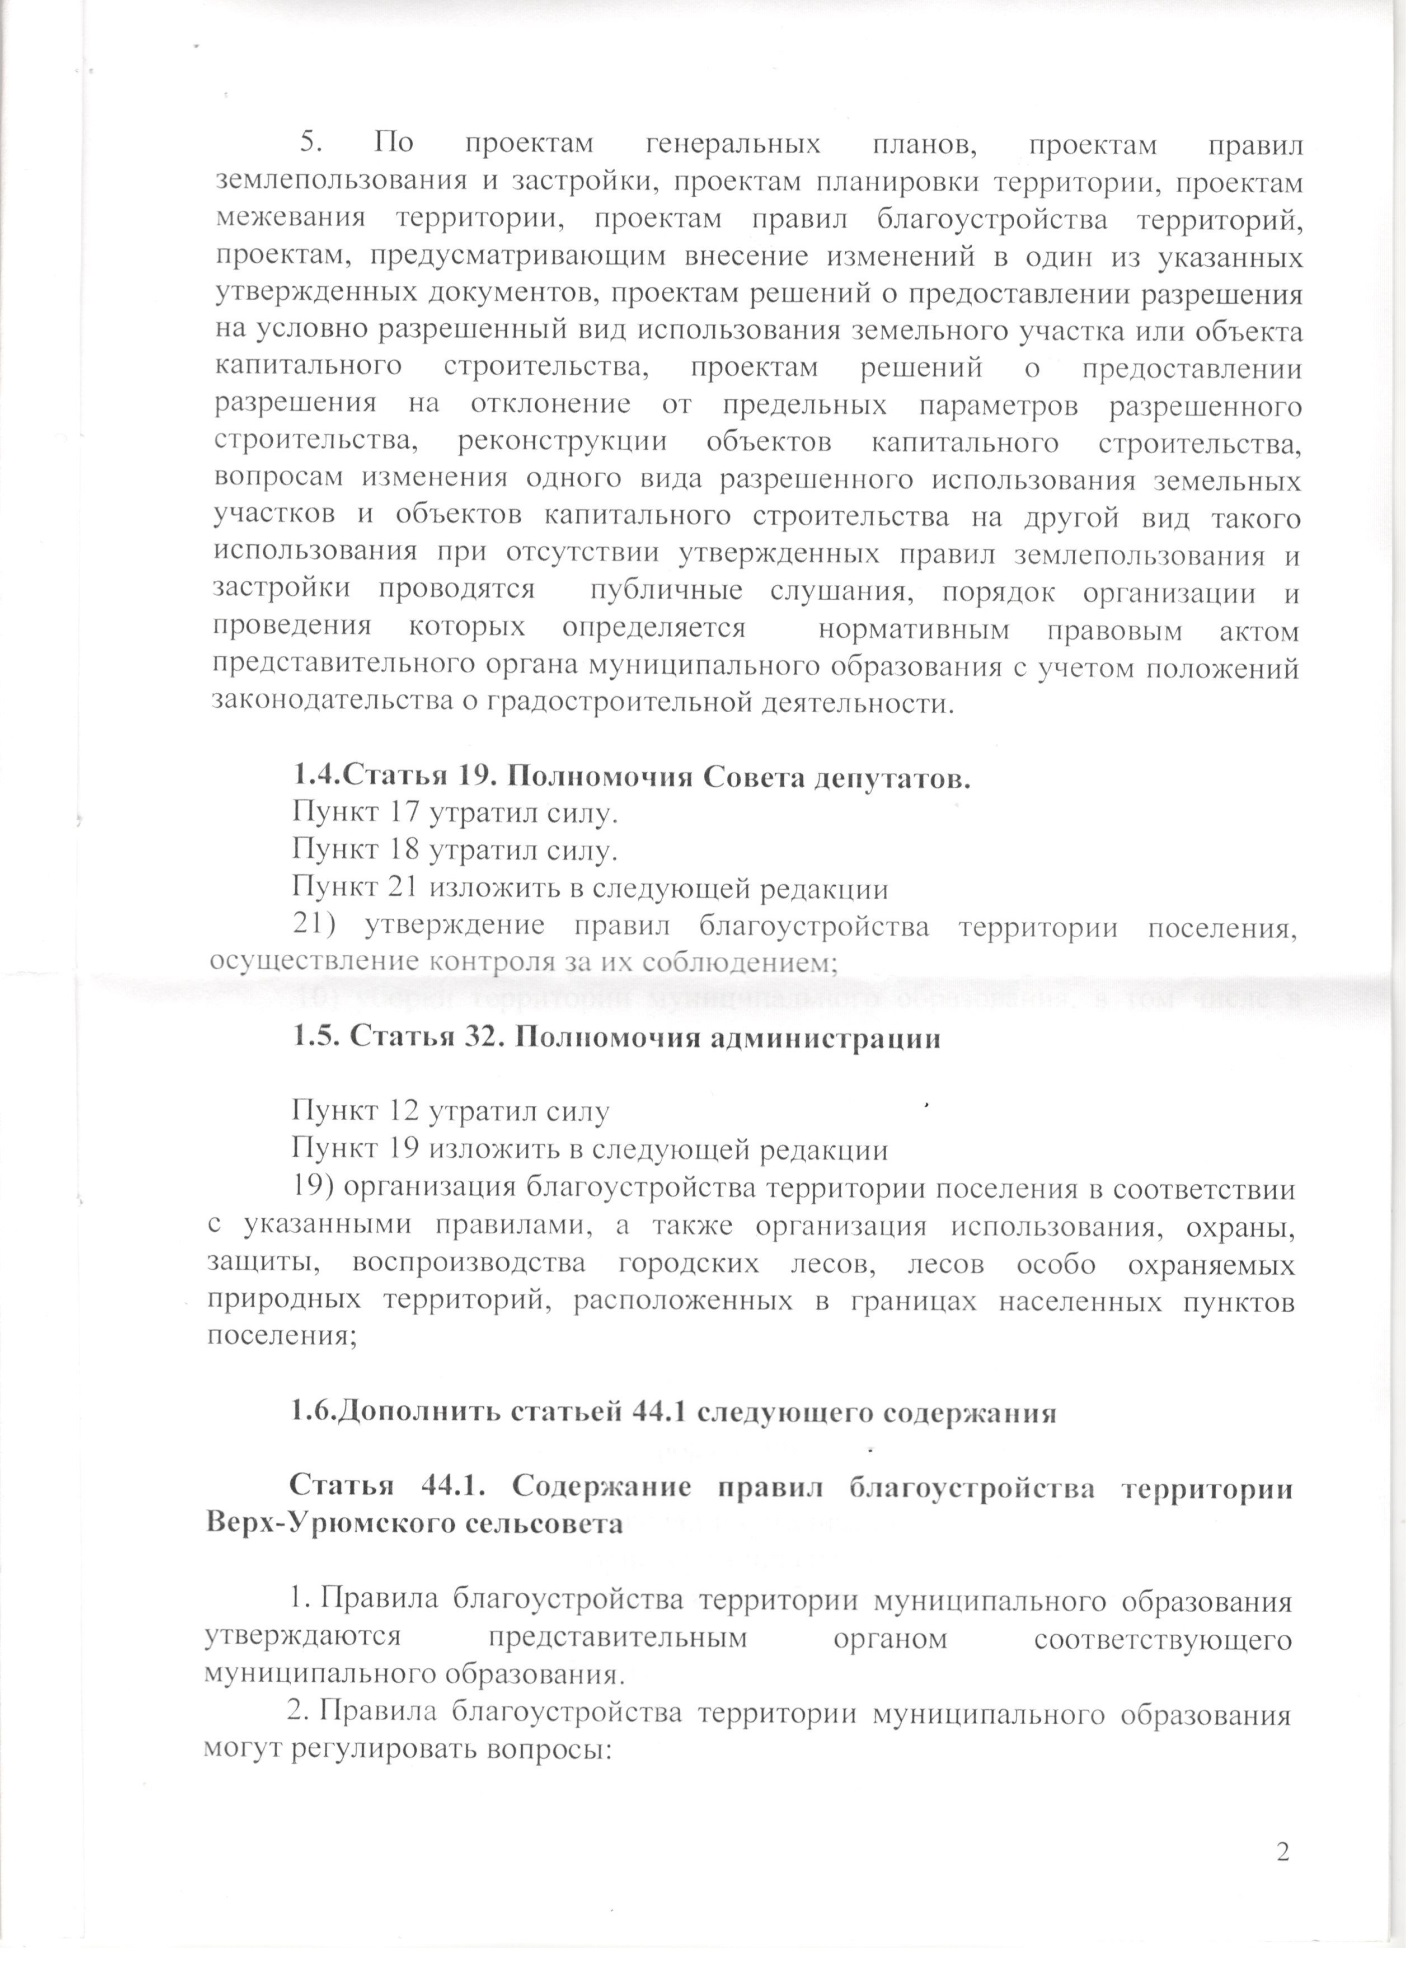 5. По проектам генеральных планов, проектам правил
землепользования и застройки, проектам планировки территории, проектам
межевания территории, проектам правил благоустройства территорий,
проектам, предусматривающим внесение изменений в один из указанных
утвержденных документов, проектам решений о предоставлении разрешения
на условно разрешенный вид использования земельного участка или объекта
капитального строительства, проектам решений о предоставлении
разрешения на отклонение от предельных параметров разрешенного
строительства, реконструкции объектов капитального строительства,
вопросам изменения одного вида разрешенного использования земельных
участков и объектов капитального строительства на другой вид такого
использования при отсутствии утвержденных правил землепользования и
застройки проводятся публичные слушания, порядок организации и
проведения которых определяется нормативным правовым актом
представительного органа муниципального образования с учетом положений
законодательства о градостроительной деятельности.
1.4.Статья 19. Полномочия Совета депутатов.
Пункт 17 утратил силу.
Пункт 18 утратил силу.
Пункт 21 изложить в следующей редакции
21) утверждение правил благоустройства территории поселения,
осуществление контроля за их соблюдением;
1.5. Статья 32. Полномочия администрации
Пункт 12 утратил силу
Пункт 19 изложить в следующей редакции
19) организация благоустройства территории поселения в соответствии
с указанными правилами, а также организация использования, охраны,
защиты, воспроизводства городских лесов, лесов особо охраняемых
природных территорий, расположенных в границах населенных пунктов
поселения;
1.6.Дополнить статьей 44.1 следующего содержания
Статья 44.1. Содержание правил благоустройства территории
Верх-Урюмского сельсовета
1. Правила благоустройства территории муниципального образования
утверждаются представительным органом соответствующего
муниципального образования.
2. Правила благоустройства территории муниципального образования
могут регулировать вопросы:
2